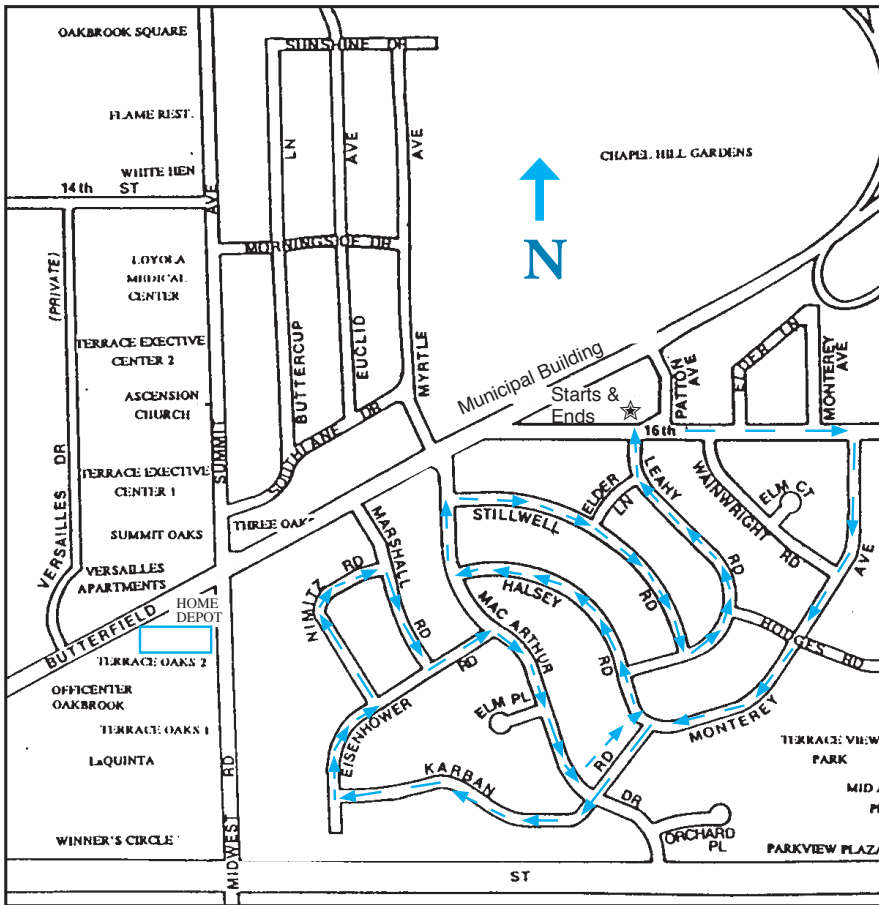 OAKBROOK SQUARE
SUNSHINE DR
FLAME REST.
LN
AVE
AVE
WHITE HEN
CHAPEL HILL GARDENS
14th ST
AVE
N
MORNINGSIDE DR
LOYOLA
MEDICAL
CENTER
(PRIVATE)
TERRACE EXECTIVE
CENTER 2
BUTTERCUP
EUCLID
MYRTLE
Municipal Building
ELDER LN
MONTEREY
AVE
PATTON
AVE
ASCENSION
CHURCH
Starts &
Ends
16th
SUMMIT
SOUTHLANE DR
TERRACE EXECTIVE
CENTER 1
VERSAILLES DR
SUMMIT OAKS
THREE OAK
MARSHALL
RD
STILLWELL
RD
ELDER
LN
LEAHY
RD
WAINWRIGHT
RD
ELM CT
AVE
VERSAILLES
APARTMENTS
HOME
DEPOT
BUTTERFIELD
NIMITZ
RD
HALSEY
RD
MAC ARTHUR
DR
HODGES RD
TERRACE OAKS 2
OFFICENTER
OAKBROOK
EISENHOWER
RD
RD
ELM PL
MONTEREY
TERRACE OAKS 1
LaQUINTA
KARBAN
TERRACE VIEW
PARK
MID A
MIDWEST RD
WINNER'S CIRCLE
ORCHARD
PL
PARKVIEW PLAZA
ST